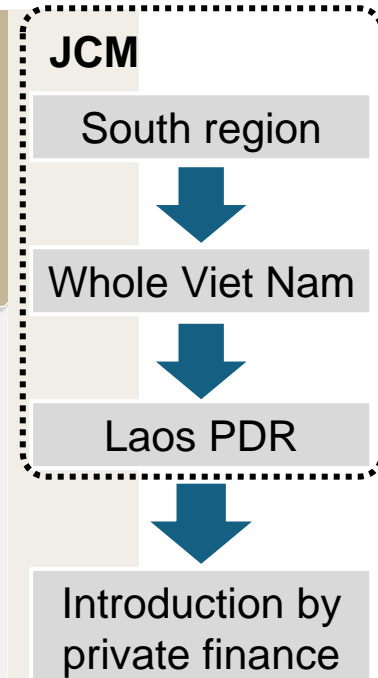 JCM
South region
Whole Viet Nam
Laos PDR
Introduction by
private finance